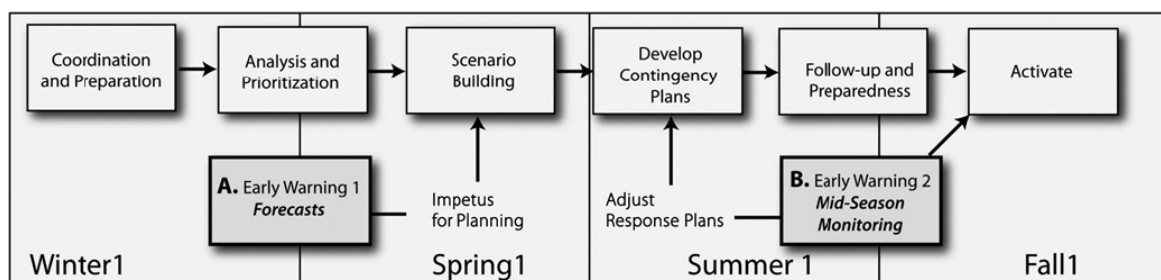 Coordination
and Preparation
Analysis and
Prioritization
Scenario
Building
Develop
Contingency
Plans
Follow-up and
Preparedness
Activate
A. Early Warning 1
Forecasts
Impetus
for Planning
Adjust
Response Plans
B. Early Warning 2
Mid-Season
Monitoring
Winter1
Spring1
Summer 1
Fall1